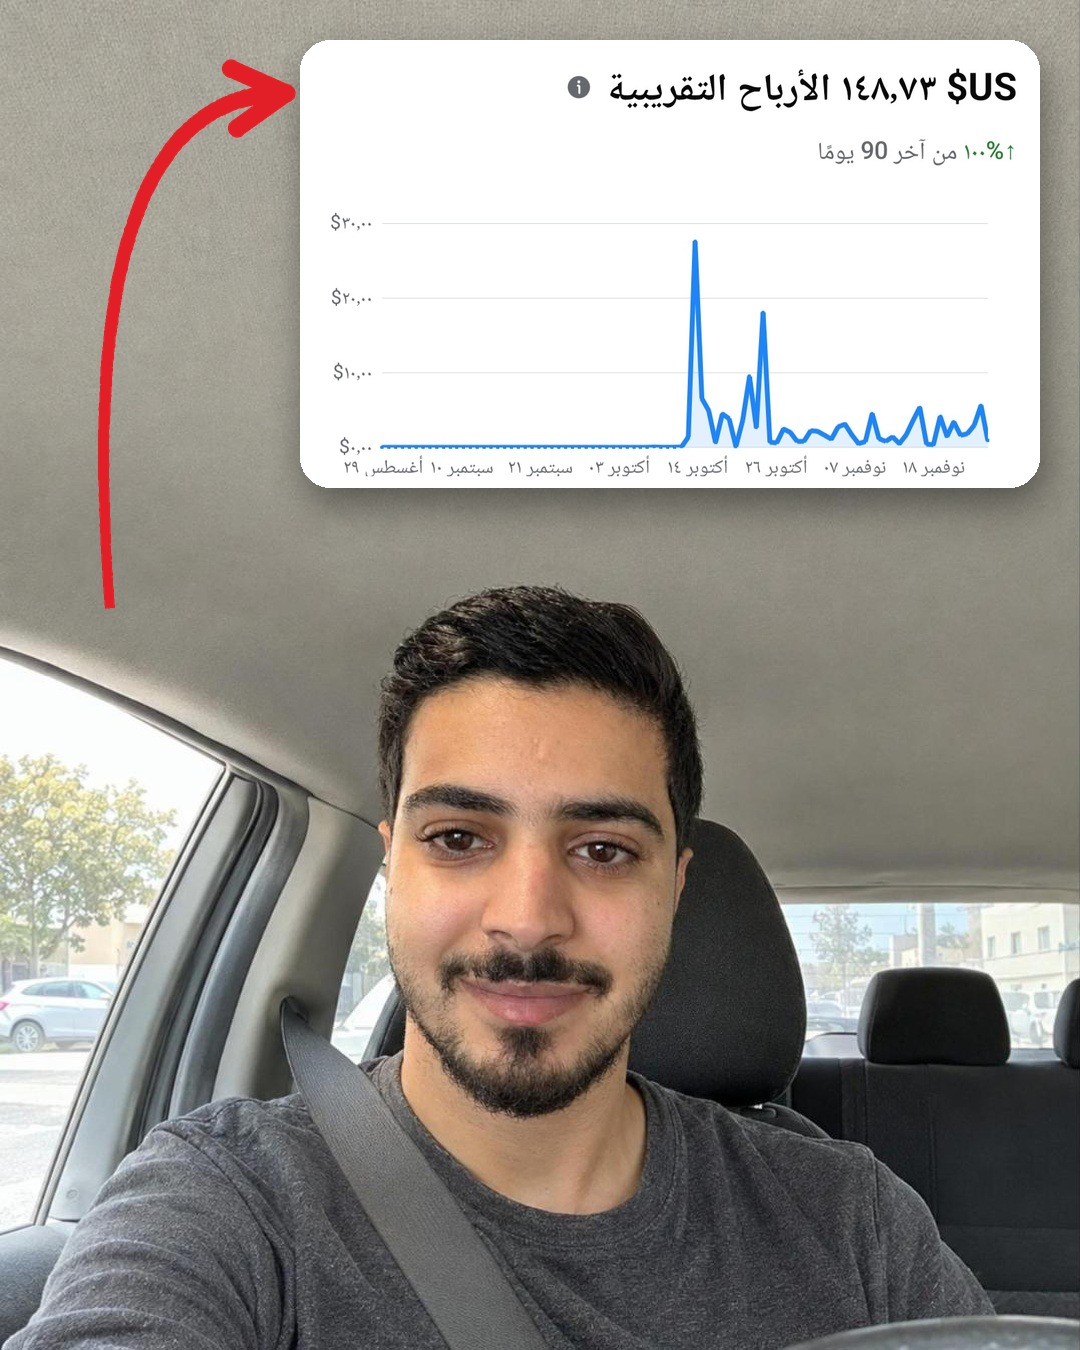 US$ ١٤٨,٧٣ الأرباح التقريبية
↑%١٠٠ من آخر 90 يومًا
$٣٠,٠٠
$٢٠,٠٠
$١٠,٠٠
$٠,٠٠
أغسطس ٢٩
سبتمبر ١٠
سبتمبر ٢١
أكتوبر ٠٣
أكتوبر ١٤
أكتوبر ٢٦
نوفمبر ٠٧
نوفمبر ١٨